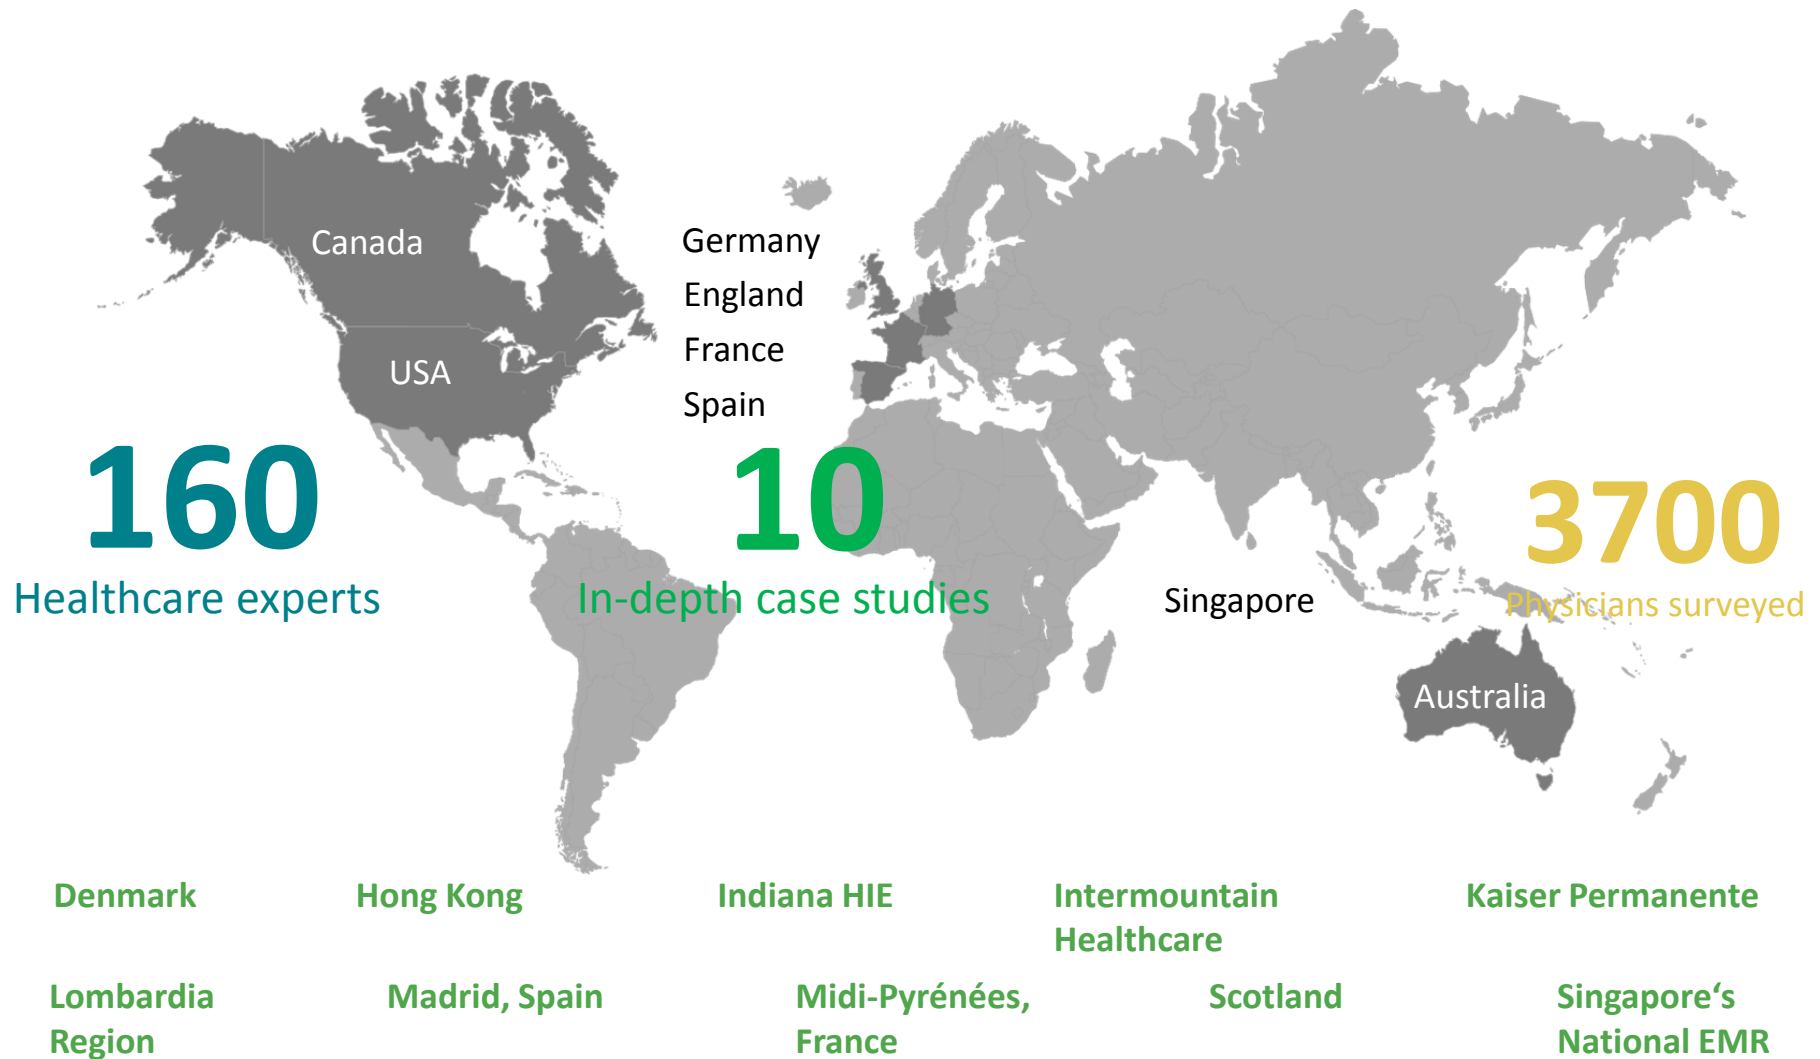 Canada
USA
Germany
England
France
Spain
160
Healthcare experts
10
In-depth case studies
3700
Physicians surveyed
Singapore
Australia
Denmark
Hong Kong
Indiana HIE
Intermountain
Healthcare
Kaiser Permanente
Lombardia
Region
Madrid, Spain
Midi-Pyrénées,
France
Scotland
Singapore‘s
National EMR